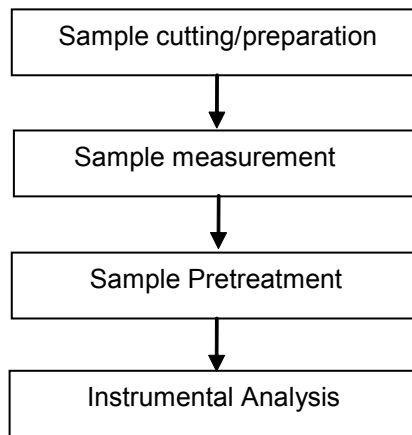 Sample cutting/preparation
Sample measurement
Sample Pretreatment
Instrumental Analysis